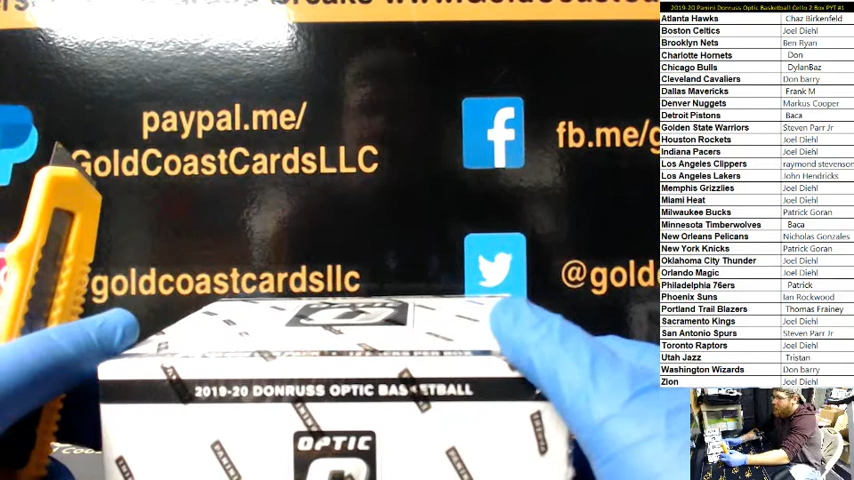 breaks www.GoldCoast
paypal.me/
GoldCoastCardsLLC
fb.me/g
goldcoastcardsllc
@gold
OPTIC
2019-20 DONRUSS OPTIC BASKETBALL
OPTIC
PANINI
PANINI
2019-20 Panini Donruss Optic Basketball Cello 2 Box PYT #1
Atlanta Hawks Chaz Birkenfeld
Boston Celtics Joel Diehl
Brooklyn Nets Ben Ryan
Charlotte Hornets Don
Chicago Bulls DylanBaz
Cleveland Cavaliers Don barry
Dallas Mavericks Frank M
Denver Nuggets Markus Cooper
Detroit Pistons Baca
Golden State Warriors Steven Parr Jr
Houston Rockets Joel Diehl
Indiana Pacers Joel Diehl
Los Angeles Clippers raymond stevenson
Los Angeles Lakers John Hendricks
Memphis Grizzlies Joel Diehl
Miami Heat Joel Diehl
Milwaukee Bucks Patrick Goran
Minnesota Timberwolves Baca
New Orleans Pelicans Nicholas Gonzales
New York Knicks Patrick Goran
Oklahoma City Thunder Joel Diehl
Orlando Magic Joel Diehl
Philadelphia 76ers Patrick
Phoenix Suns Ian Rockwood
Portland Trail Blazers Thomas Frainey
Sacramento Kings Joel Diehl
San Antonio Spurs Steven Parr Jr
Toronto Raptors Joel Diehl
Utah Jazz Tristan
Washington Wizards Don barry
Zion Joel Diehl